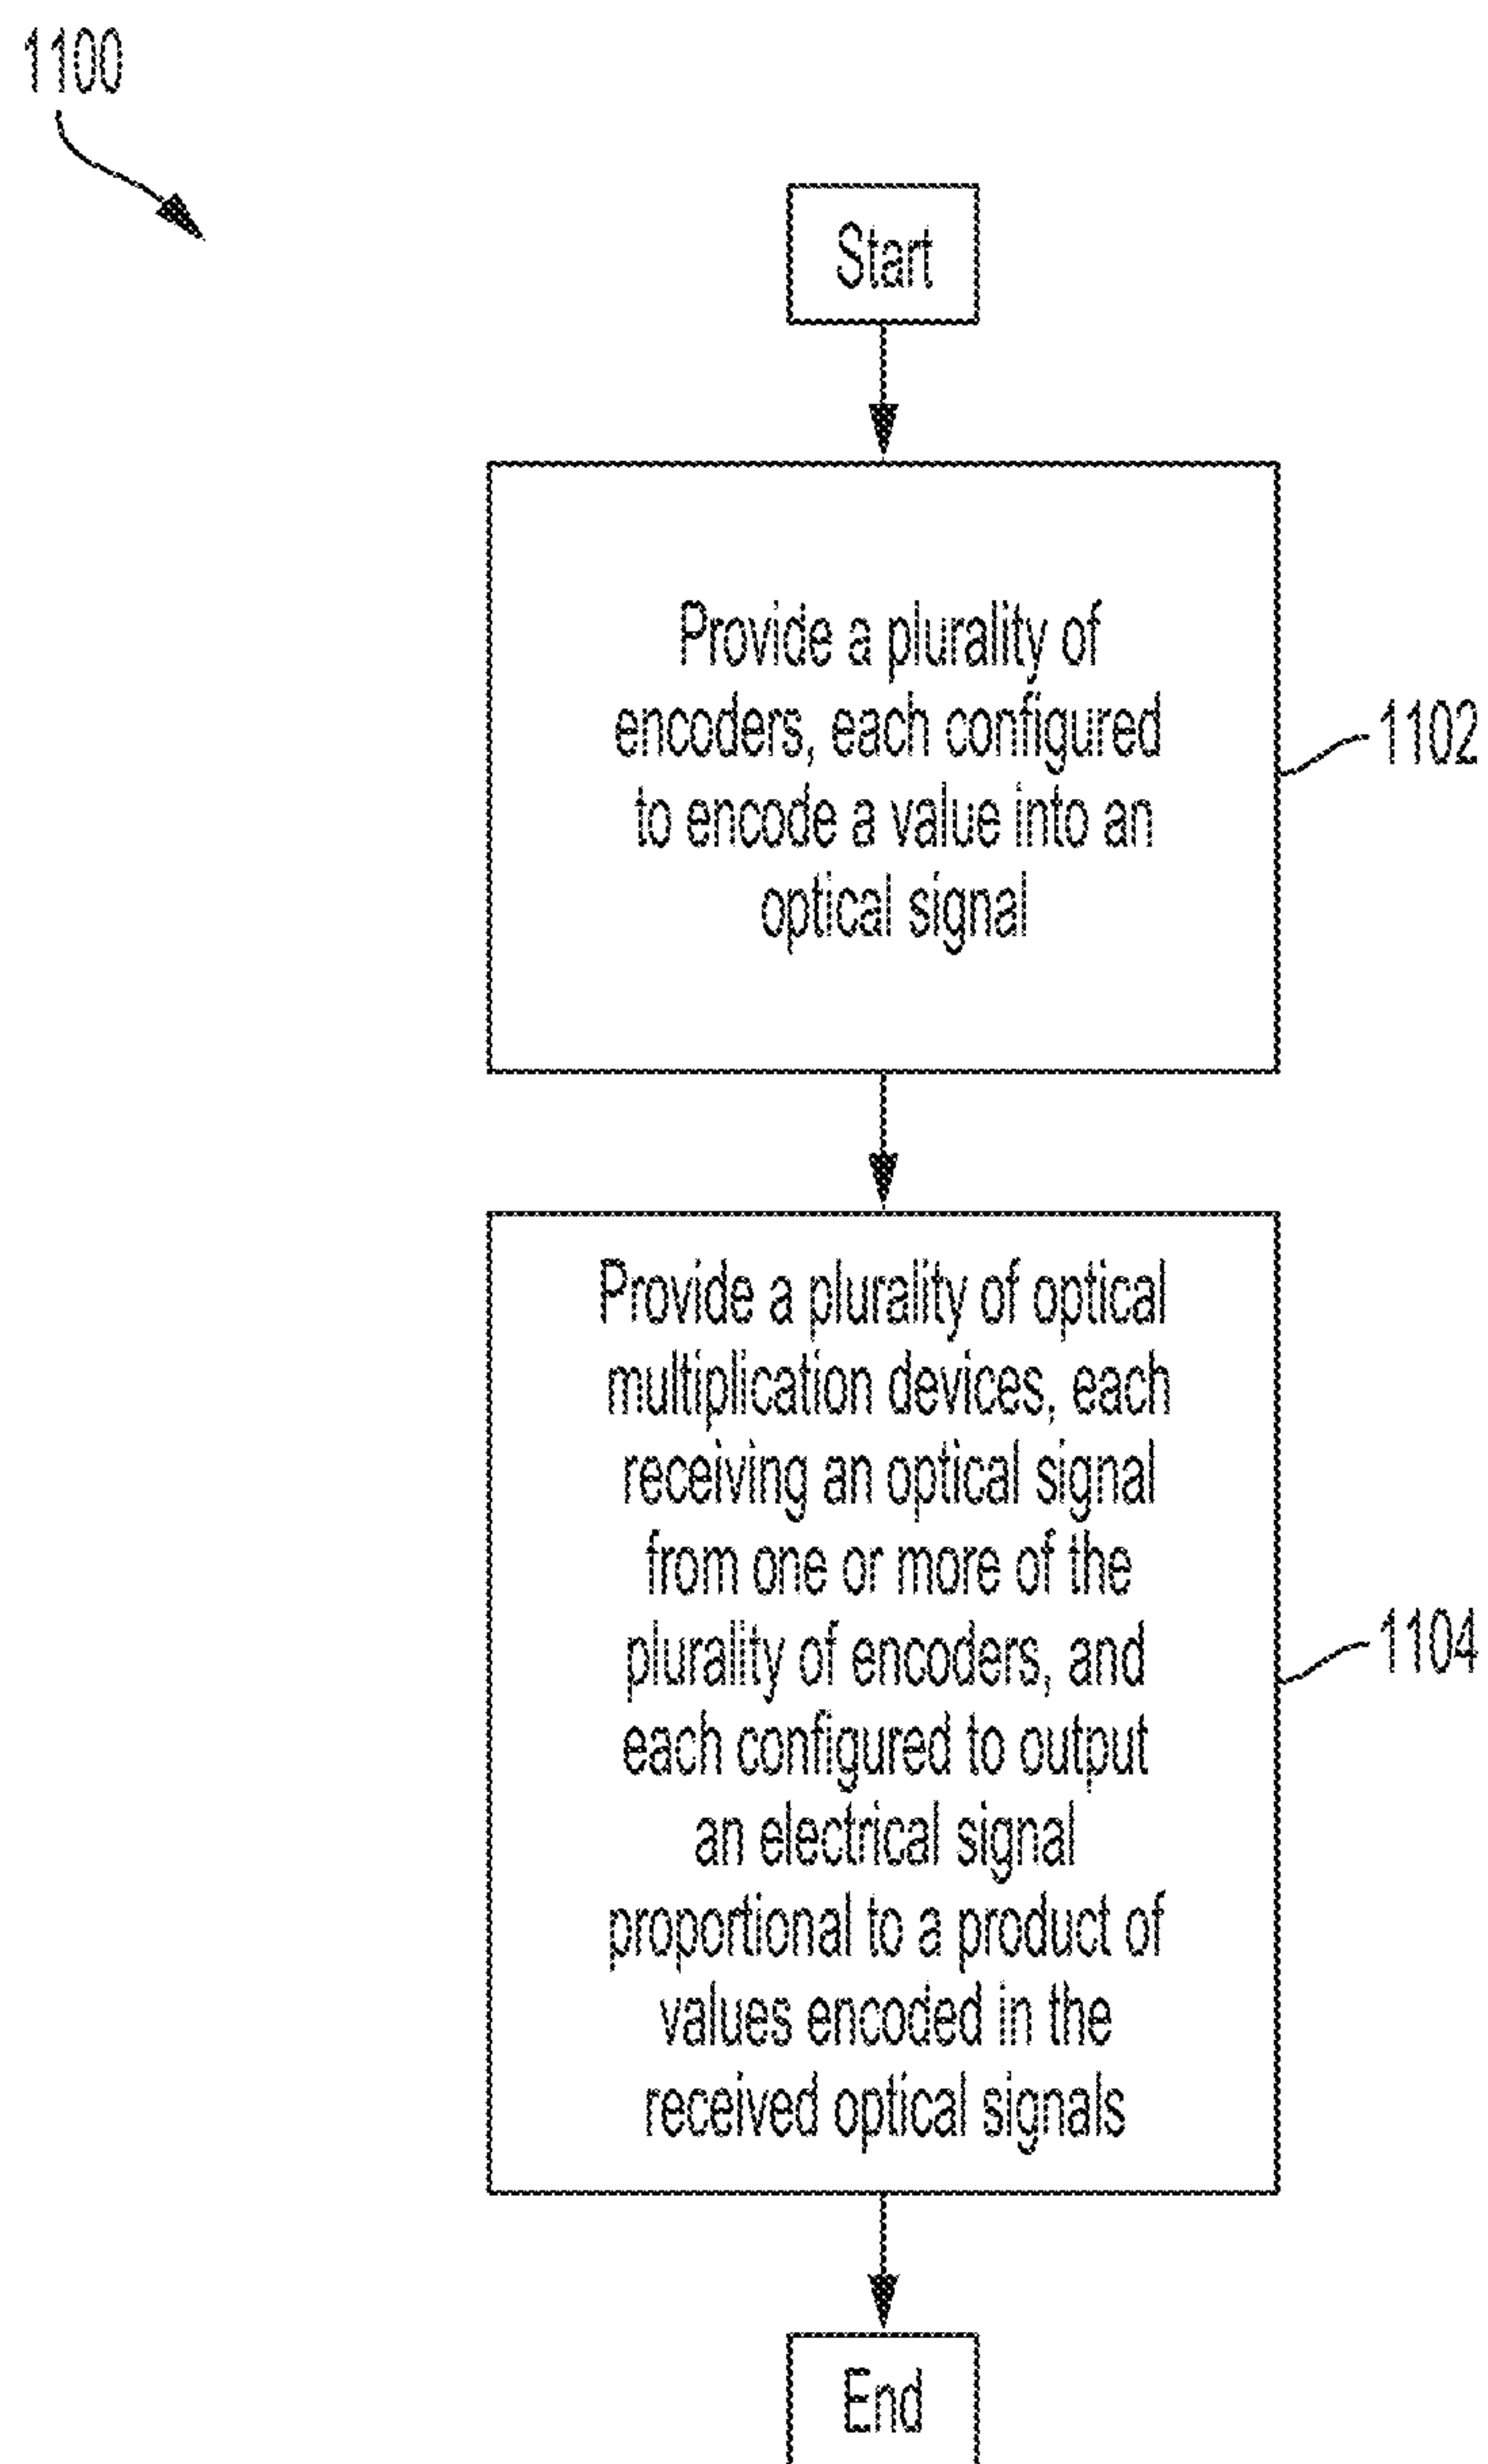 1100
Start
Provide a plurality of
encoders, each configured
to encode a value into an
optical signal
1102
Provide a plurality of optical
multiplication devices, each
receiving an optical signal
from one or more of the
plurality of encoders, and
each configured to output
an electrical signal
proportional to a product of
values encoded in the
received optical signals
1104
End